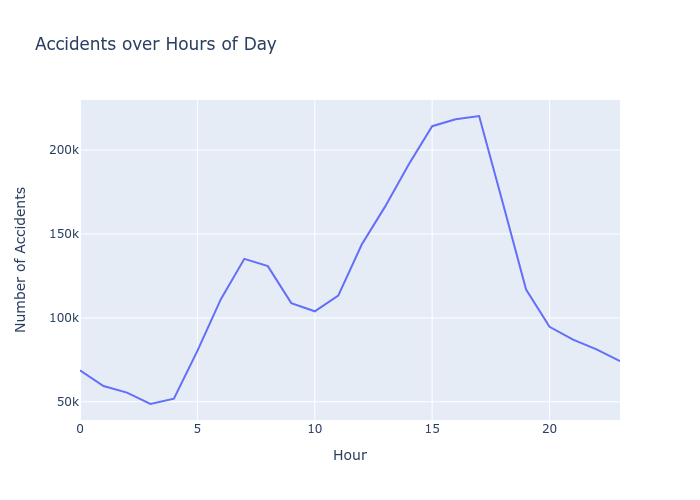 Accidents over Hours of Day
200k
150k
100k
50k
Number of Accidents
0 5 10 15 20
Hour